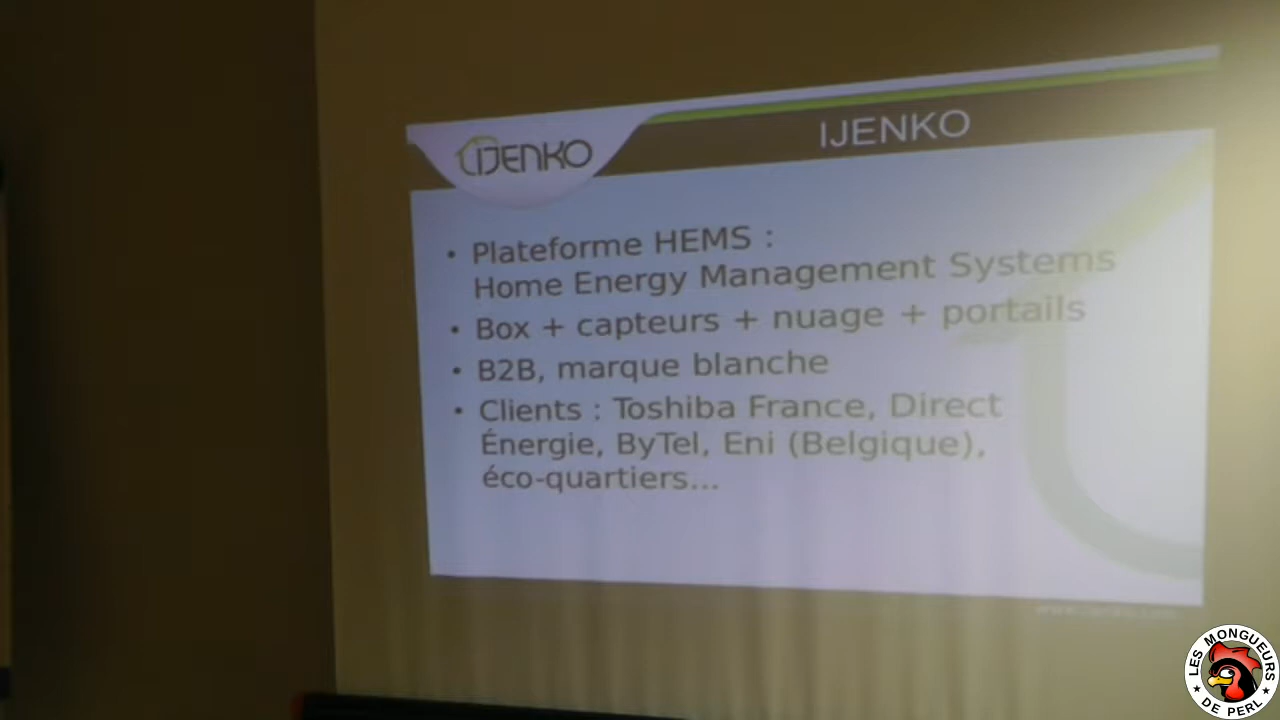 IJENKO
IJENKO
• Plateforme HEMS :
Home Energy Management Systems
• Box + capteurs + nuage + portails
• B2B, marque blanche
• Clients : Toshiba France, Direct
Énergie, ByTel, Eni (Belgique),
éco-quartiers...
LES MONGUEURS
★ DE PERL ★